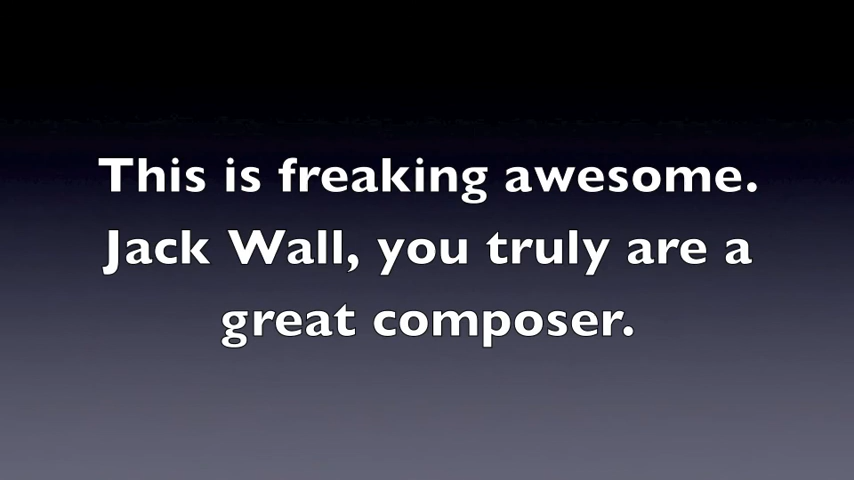 This is freaking awesome.
Jack Wall, you truly are a
great composer.